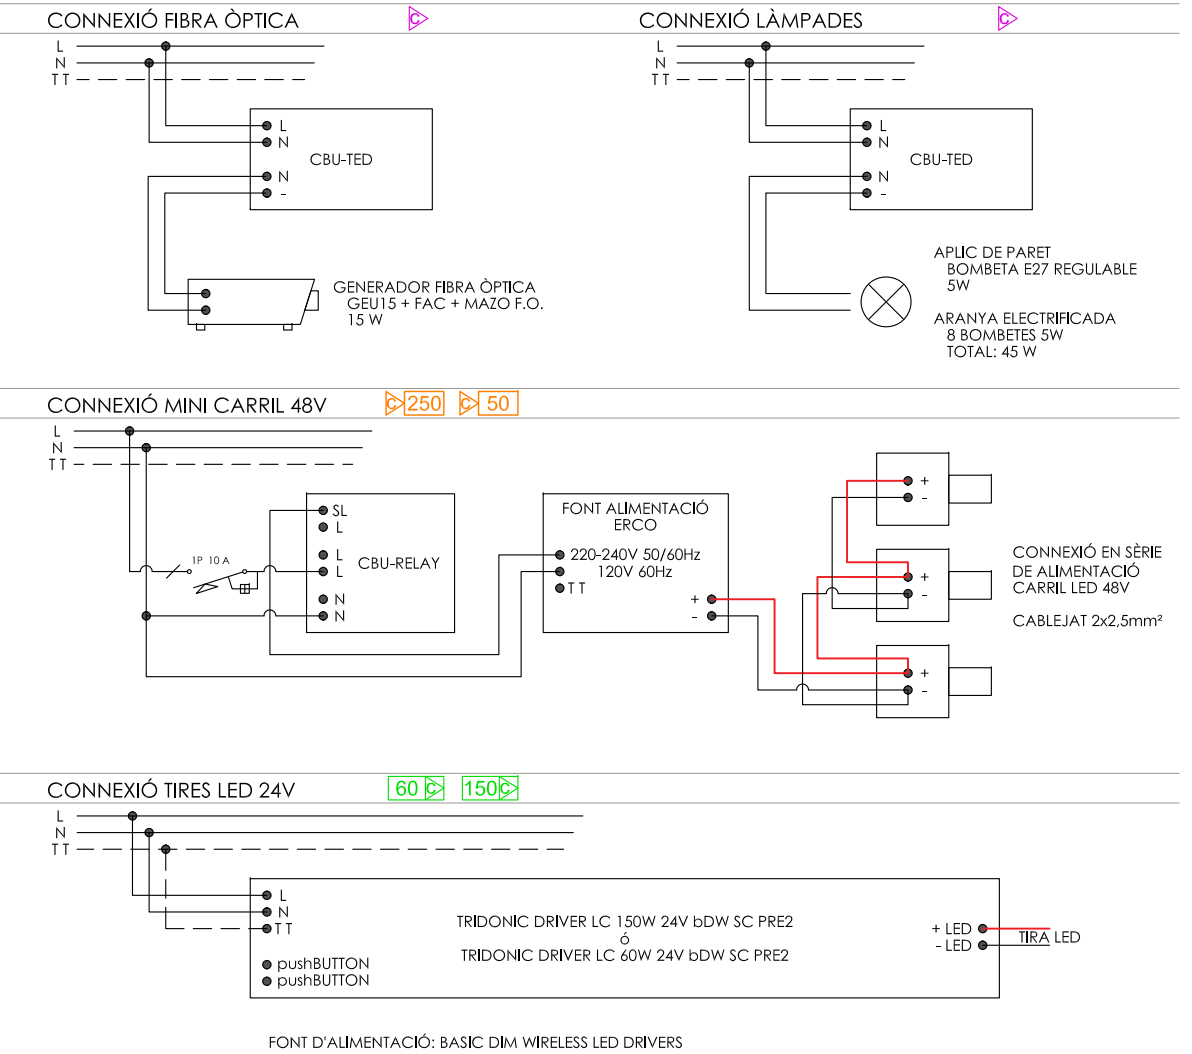 CONNEXIÓ FIBRA ÒPTICA
C
L
N
TT
L
N
CBU-TED
N
-
GENERADOR FIBRA ÒPTICA
GEU15 + FAC + MAZO F.O.
15 W
CONNEXIÓ LÀMPADES
C
L
N
TT
L
N
CBU-TED
N
-
APLIC DE PARET
BOMBETA E27 REGULABLE
5W
ARANYA ELECTRIFICADA
8 BOMBETES 5W
TOTAL: 45 W
CONNEXIÓ MINI CARRIL 48V
C 250
C 50
L
N
TT
1P 10 A
SL
L
L
CBU-RELAY
L
N
N
FONT ALIMENTACIÓ
ERCO
220-240V 50/60Hz
120V 60Hz
TT
+
-
+
-
+
-
+
-
CONNEXIÓ EN SÈRIE
DE ALIMENTACIÓ
CARRIL LED 48V
CABLEJAT 2x2,5mm²
CONNEXIÓ TIRES LED 24V
60 C
150 C
L
N
TT
L
N
TT
pushBUTTON
pushBUTTON
TRIDONIC DRIVER LC 150W 24V bDW SC PRE2
ó
TRIDONIC DRIVER LC 60W 24V bDW SC PRE2
+ LED
- LED
TIRA LED
FONT D'ALIMENTACIÓ: BASIC DIM WIRELESS LED DRIVERS